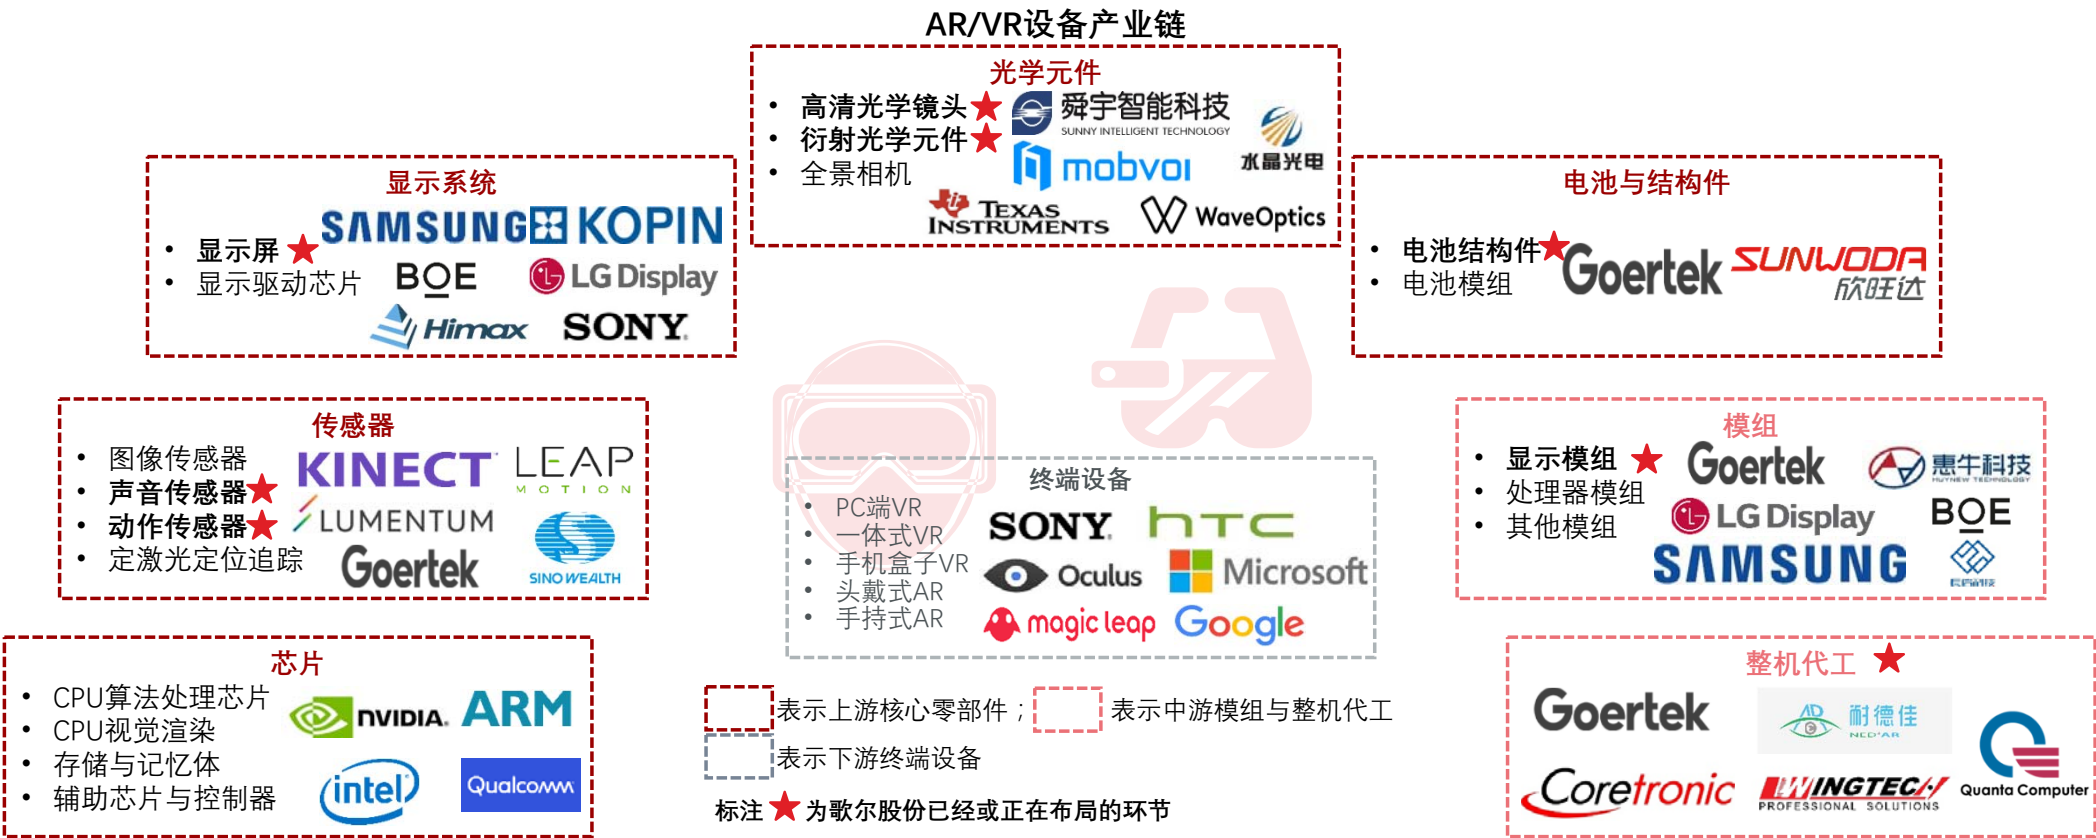 AR/VR设备产业链
光学元件
• 高清光学镜头
• 衍射光学元件
• 全景相机
舜宇智能科技
SUNNY INTELLIGENT TECHNOLOGY
水晶光电
mobvoi
TEXAS
INSTRUMENTS
WaveOptics
显示系统
• 显示屏
• 显示驱动芯片
SAMSUNG
KOPIN
BOE
LG Display
Himax
SONY
电池与结构件
• 电池结构件
• 电池模组
Goertek
SUNWODA
欣旺达
传感器
• 图像传感器
• 声音传感器
• 动作传感器
• 定激光定位追踪
KINECT
LEAP
MOTION
LUMENTUM
Goertek
SINO WEALTH
终端设备
• PC端VR
• 一体式VR
• 手机盒子VR
• 头戴式AR
• 手持式AR
SONY
hTC
Oculus
Microsoft
magic leap
Google
模组
• 显示模组
• 处理器模组
• 其他模组
Goertek
惠牛科技
HUYNEW TECHNOLOGY
LG Display
BOE
SAMSUNG
芯片
• CPU算法处理芯片
• CPU视觉渲染
• 存储与记忆体
• 辅助芯片与控制器
NVIDIA.
ARM
intel
Qualcomm
整机代工
Goertek
耐德佳
NED+AR
Coretronic
WINGTECH
PROFESSIONAL SOLUTIONS
Quanta Computer
表示上游核心零部件；
表示中游模组与整机代工
表示下游终端设备
标注★为歌尔股份已经或正在布局的环节